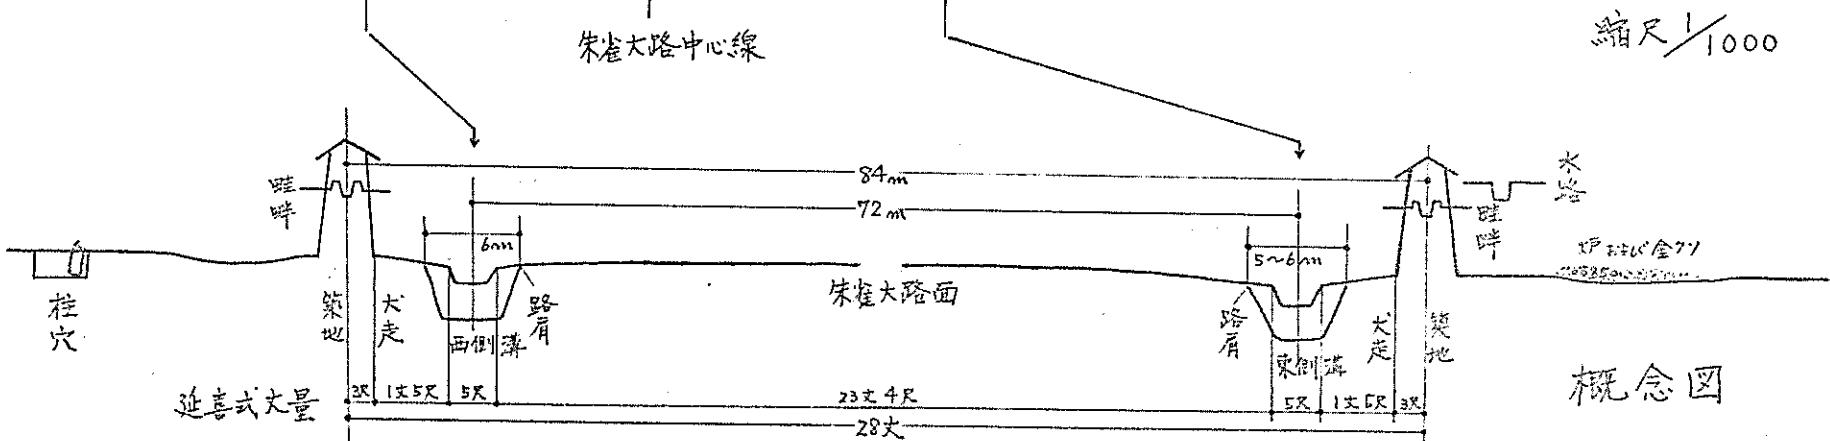 朱雀大路中心線
縮尺 1/1000
84m
72m
畦畔
水路
畦畔
6m
5~6m
炉および金クソ
柱穴
築地
犬走
西側溝
路肩
朱雀大路面
路肩
東側溝
犬走
築地
延喜式丈量
3尺
1丈5尺
5尺
23丈4尺
5尺
1丈5尺
3尺
28丈
概念図